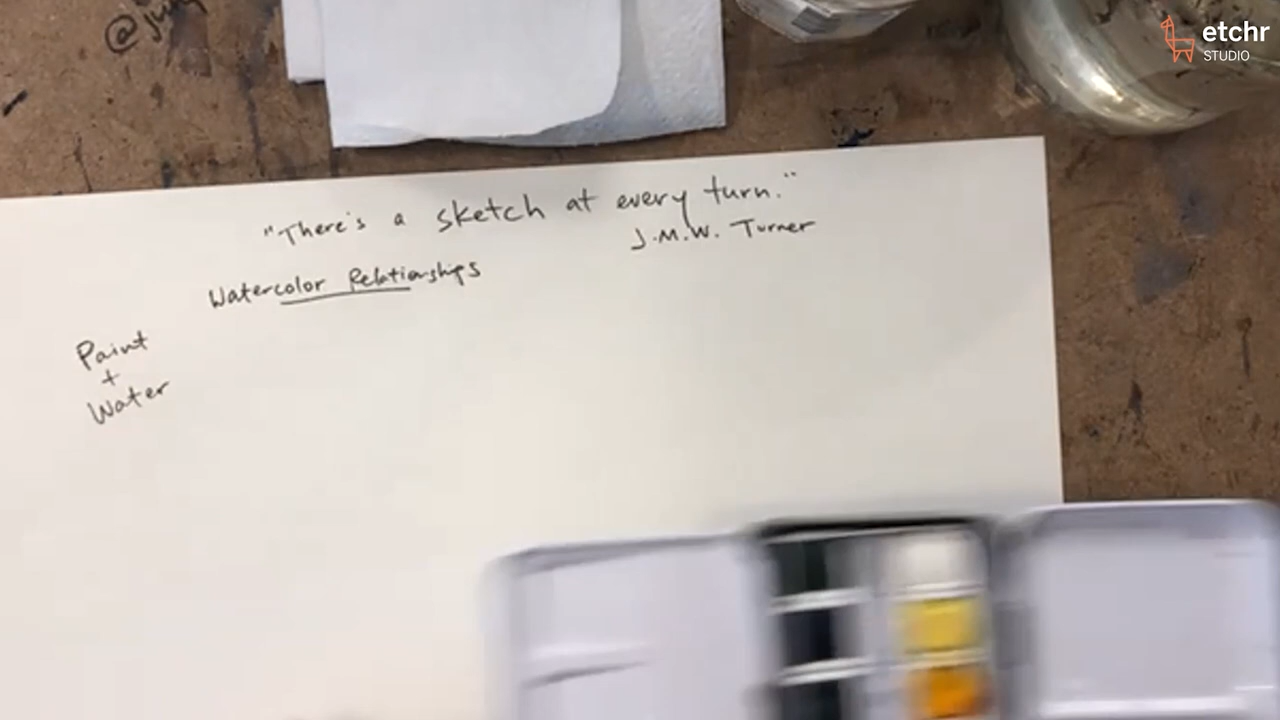 etchr
STUDIO
"There's a sketch at every turn."
J.M.W. Turner
Watercolor Relationships
Paint
+
Water